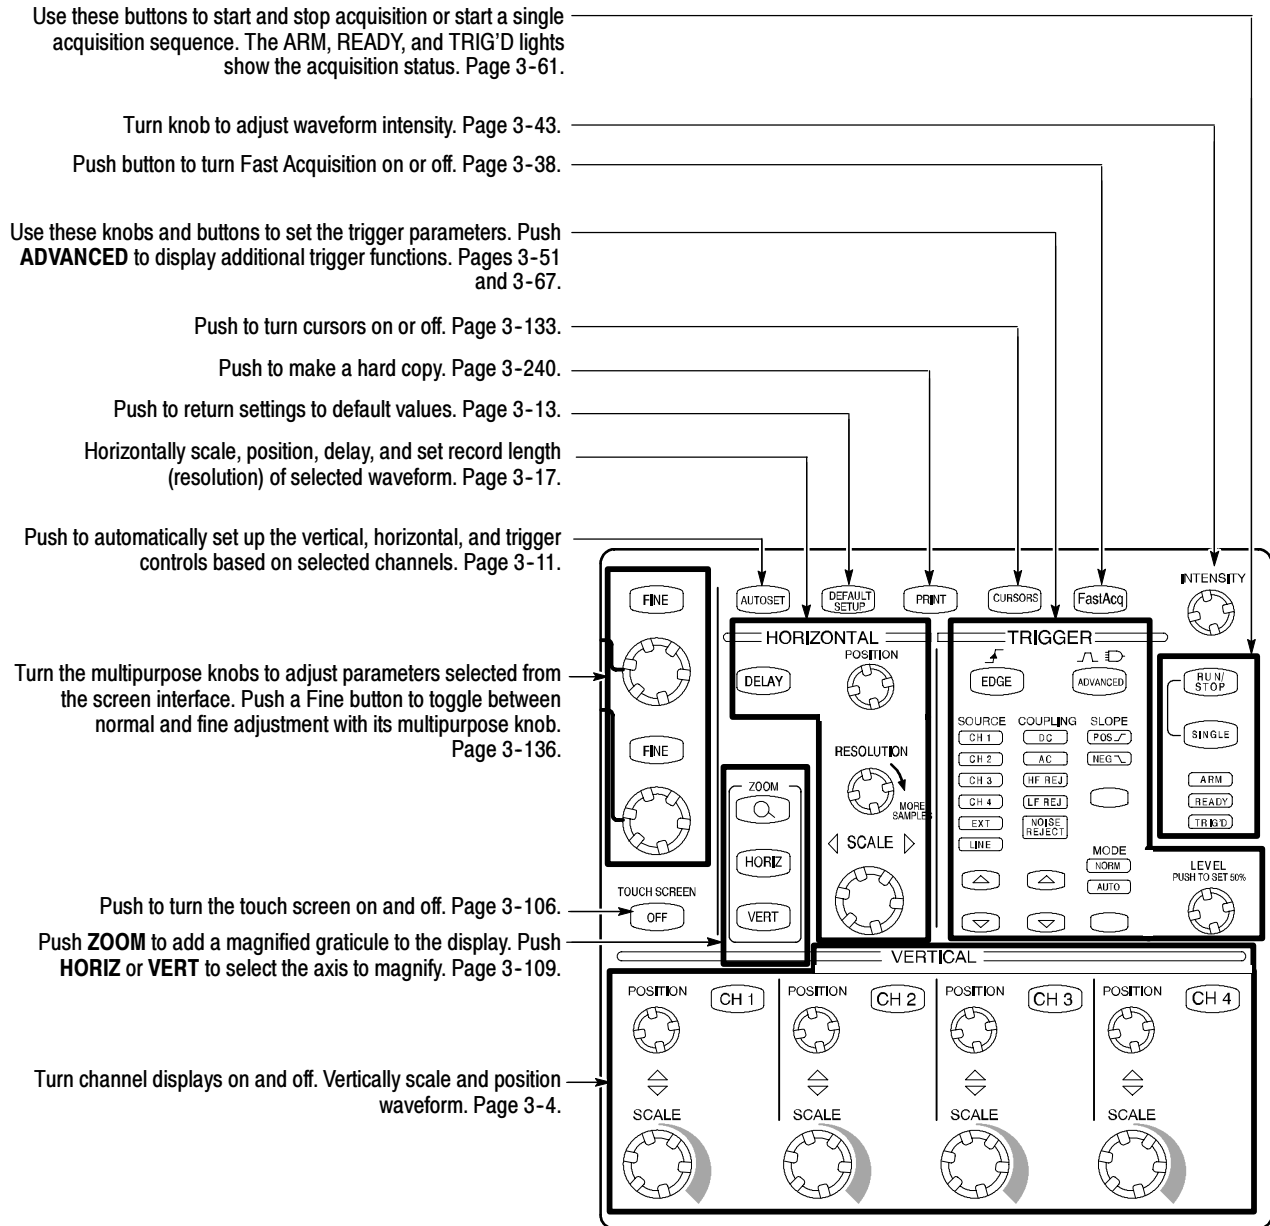 Use these buttons to start and stop acquisition or start a single
acquisition sequence. The ARM, READY, and TRIG’D lights
show the acquisition status. Page 3-61.
Turn knob to adjust waveform intensity. Page 3-43.
Push button to turn Fast Acquisition on or off. Page 3-38.
Use these knobs and buttons to set the trigger parameters. Push
ADVANCED to display additional trigger functions. Pages 3-51
and 3-67.
Push to turn cursors on or off. Page 3-133.
Push to make a hard copy. Page 3-240.
Push to return settings to default values. Page 3-13.
Horizontally scale, position, delay, and set record length
(resolution) of selected waveform. Page 3-17.
Push to automatically set up the vertical, horizontal, and trigger
controls based on selected channels. Page 3-11.
Turn the multipurpose knobs to adjust parameters selected from
the screen interface. Push a Fine button to toggle between
normal and fine adjustment with its multipurpose knob.
Page 3-136.
Push to turn the touch screen on and off. Page 3-106.
Push ZOOM to add a magnified graticule to the display. Push
HORIZ or VERT to select the axis to magnify. Page 3-109.
Turn channel displays on and off. Vertically scale and position
waveform. Page 3-4.
FINE
FINE
TOUCH SCREEN
OFF
AUTOSET
DEFAULT
SETUP
PRINT
CURSORS
FastAcq
INTENSITY
HORIZONTAL
POSITION
DELAY
RESOLUTION
MORE
SAMPLES
SCALE
ZOOM
HORIZ
VERT
TRIGGER
EDGE
ADVANCED
SOURCE
CH 1
CH 2
CH 3
CH 4
EXT
LINE
COUPLING
DC
AC
HF REJ
LF REJ
NOISE
REJECT
SLOPE
POS
NEG
MODE
NORM
AUTO
RUN/
STOP
SINGLE
ARM
READY
TRIG'D
LEVEL
PUSH TO SET 50%
VERTICAL
POSITION
CH 1
POSITION
CH 2
POSITION
CH 3
POSITION
CH 4
SCALE
SCALE
SCALE
SCALE